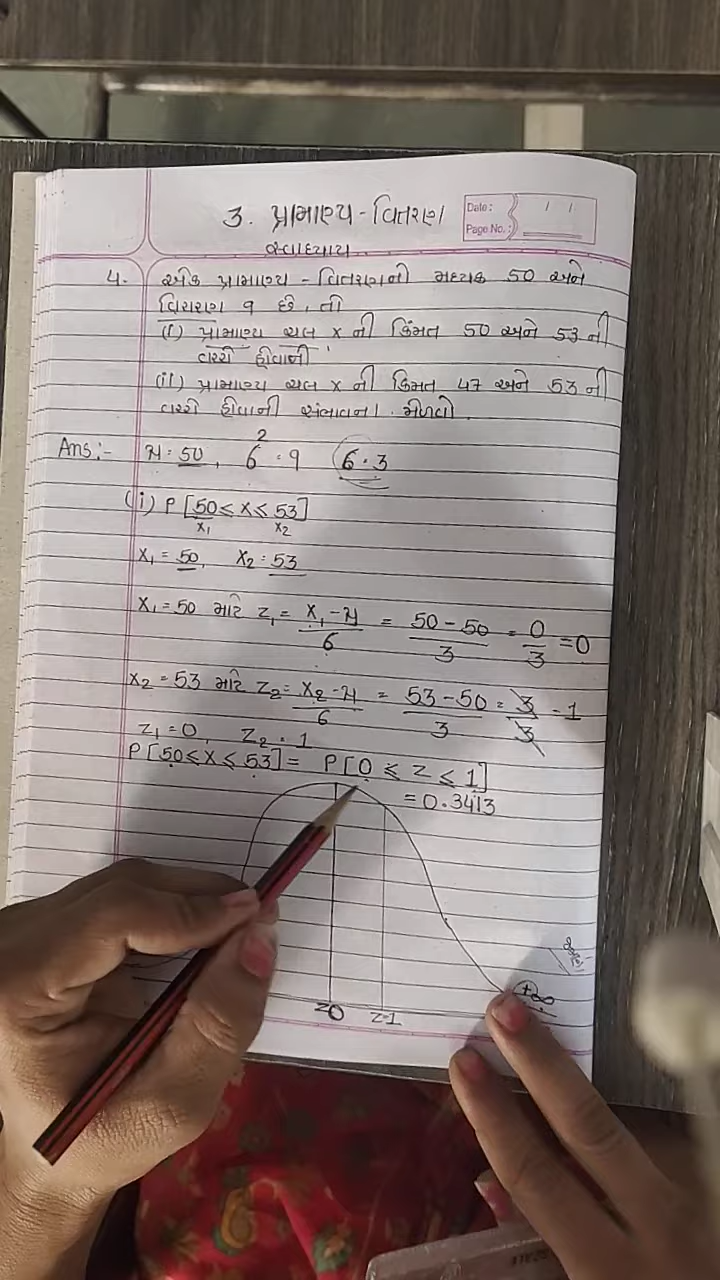 3. પ્રામાણ્ય-વિતરણ
Date: / /
Page No.:
સ્વાધ્યાય
4. એક પ્રામાણ્ય-વિતરણનો મધ્યક 50 અને
વિચરણ 9 છે, તો
(i) પ્રામાણ્ય ચલ X ની કિંમત 50 અને 53 ની
વચ્ચે હોવાની
(ii) પ્રામાણ્ય ચલ X ની કિંમત 47 અને 53 ની
વચ્ચે હોવાની સંભાવના મેળવો.
Ans:- μ = 50, σ² = 9 σ = 3
(i) P[50 ≤ X ≤ 53]
x₁ x₂
x₁ = 50, x₂ = 53
x₁ = 50 માટે z₁ = x₁-μ/σ = 50-50/3 = 0/3 = 0
x₂ = 53 માટે z₂ = x₂-μ/σ = 53-50/3 = 3/3 = 1
z₁ = 0, z₂ = 1
P[50 ≤ X ≤ 53] = P[0 ≤ z ≤ 1]
= 0.3413
+∞
z0 z=1